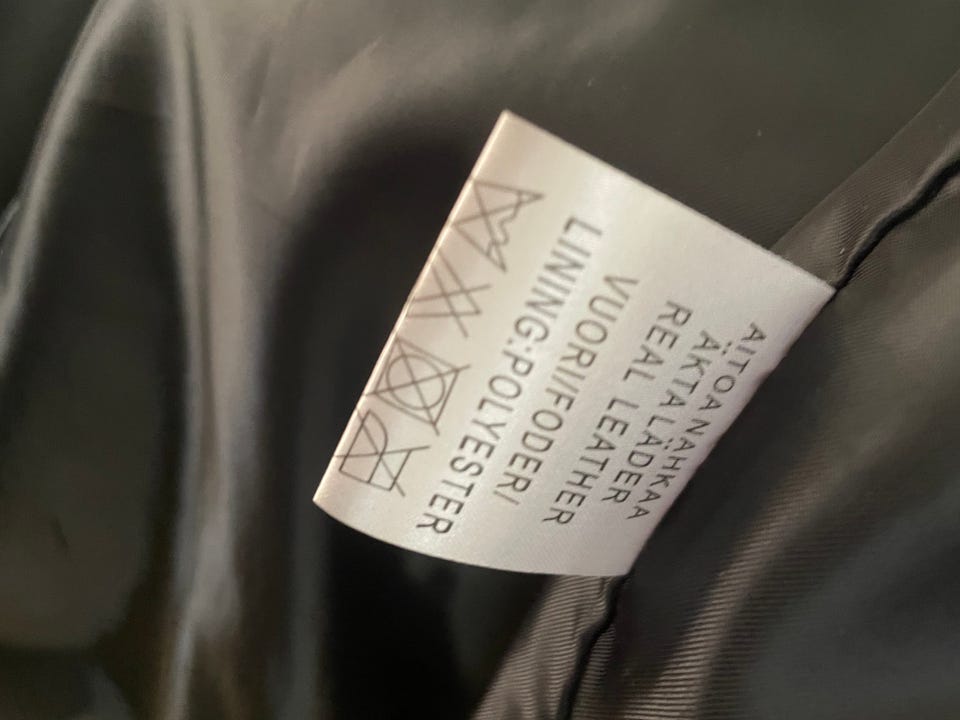 AITOA NAHKAA
ÄKTA LÄDER
REAL LEATHER
VUORI/FODER/
LINING:POLYESTER